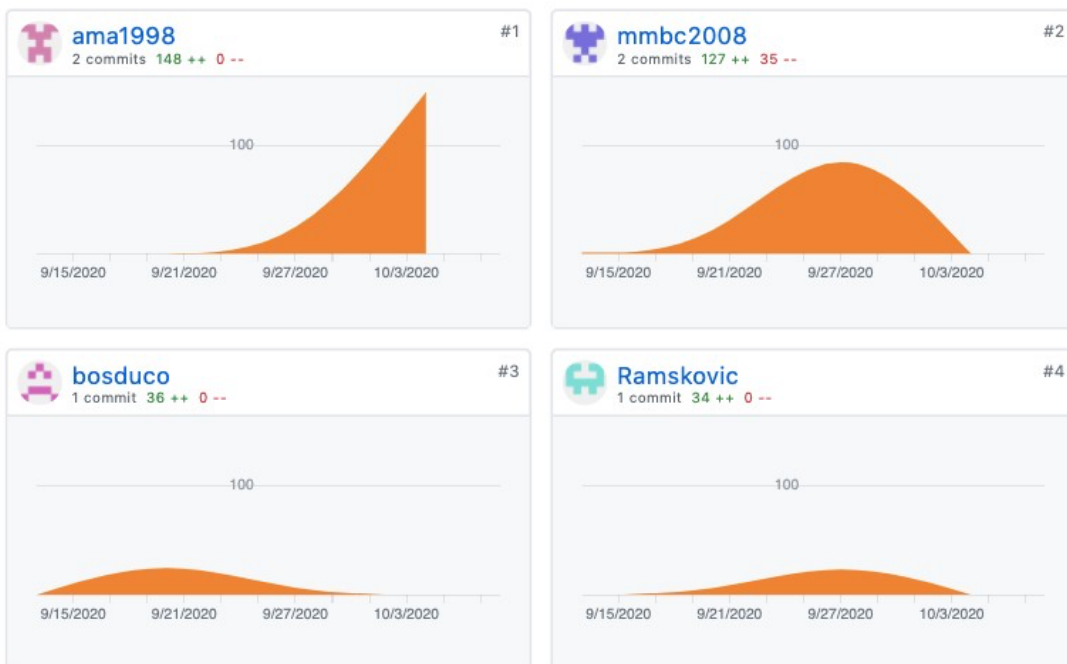 ama1998 #1
2 commits 148 ++ 0 --
100
9/15/2020 9/21/2020 9/27/2020 10/3/2020
mmbc2008 #2
2 commits 127 ++ 35 --
100
9/15/2020 9/21/2020 9/27/2020 10/3/2020
bosduco #3
1 commit 36 ++ 0 --
100
9/15/2020 9/21/2020 9/27/2020 10/3/2020
Ramskovic #4
1 commit 34 ++ 0 --
100
9/15/2020 9/21/2020 9/27/2020 10/3/2020